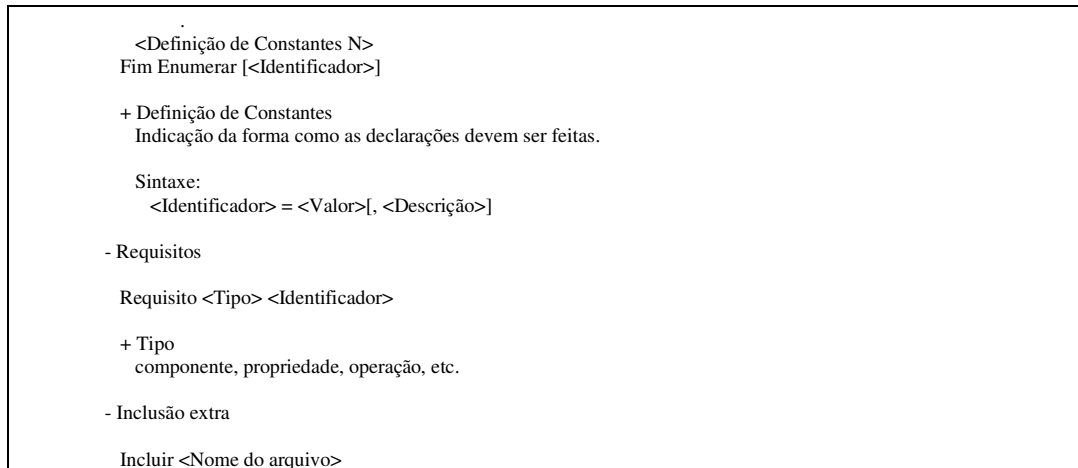 .
<Definição de Constantes N>
Fim Enumerar [<Identificador>]
+ Definição de Constantes
Indicação da forma como as declarações devem ser feitas.
Sintaxe:
<Identificador> = <Valor>[, <Descrição>]
- Requisitos
Requisito <Tipo> <Identificador>
+ Tipo
componente, propriedade, operação, etc.
- Inclusão extra
Incluir <Nome do arquivo>